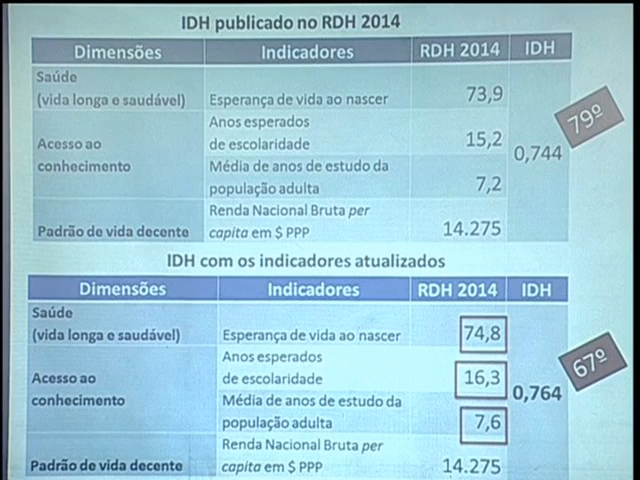 IDH publicado no RDH 2014
Dimensões Indicadores RDH 2014 IDH
Saúde
(vida longa e saudável) Esperança de vida ao nascer 73,9
Anos esperados
Acesso ao de escolaridade 15,2
conhecimento Média de anos de estudo da 0,744 79º
população adulta 7,2
Renda Nacional Bruta per
Padrão de vida decente capita em $ PPP 14.275
IDH com os indicadores atualizados
Dimensões Indicadores RDH 2014 IDH
Saúde
(vida longa e saudável) Esperança de vida ao nascer 74,8
Anos esperados
Acesso ao de escolaridade 16,3
conhecimento Média de anos de estudo da 0,764 67º
população adulta 7,6
Renda Nacional Bruta per
Padrão de vida decente capita em $ PPP 14.275